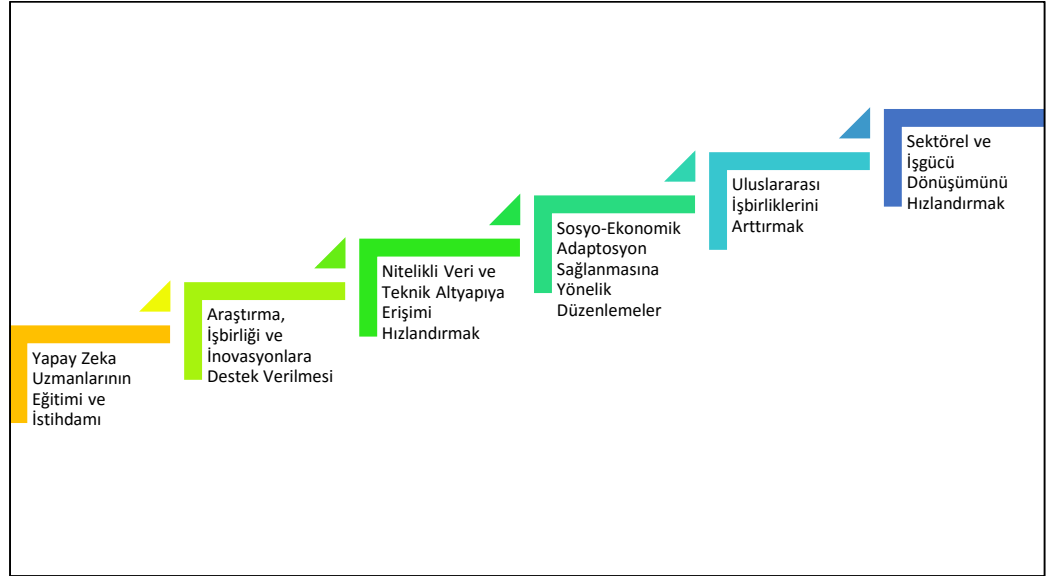 Yapay Zeka
Uzmanlarının
Eğitimi ve
İstihdamı
Araştırma,
İşbirliği ve
İnovasyonlara
Destek Verilmesi
Nitelikli Veri ve
Teknik Altyapıya
Erişimi
Hızlandırmak
Sosyo-Ekonomik
Adaptosyon
Sağlanmasına
Yönelik
Düzenlemeler
Uluslararası
İşbirliklerini
Arttırmak
Sektörel ve
İşgücü
Dönüşümünü
Hızlandırmak